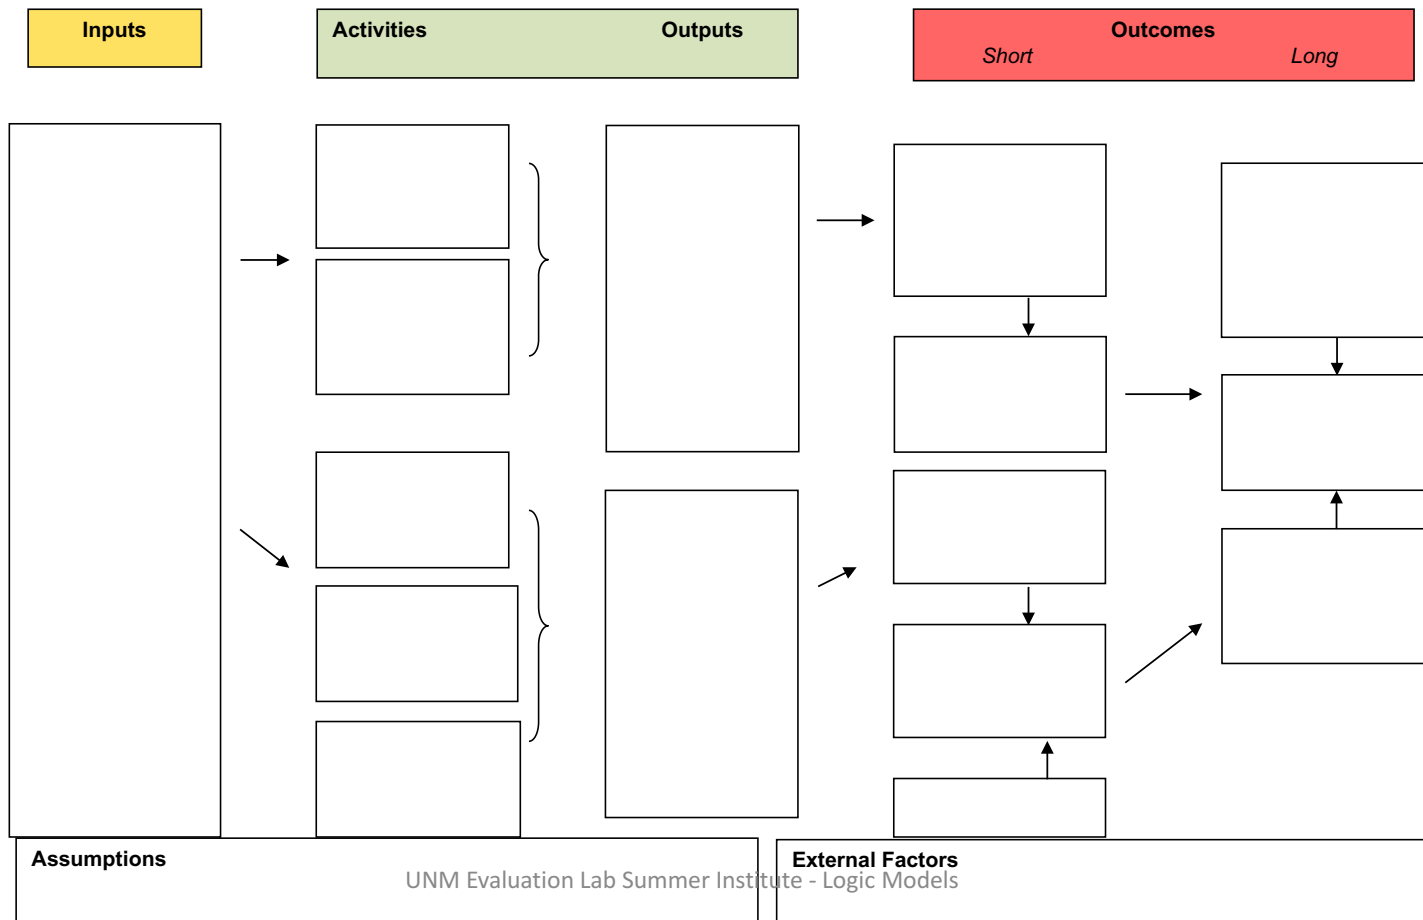 Inputs
Activities
Outputs
Outcomes
Short
Long
Assumptions
External Factors
UNM Evaluation Lab Summer Institute - Logic Models